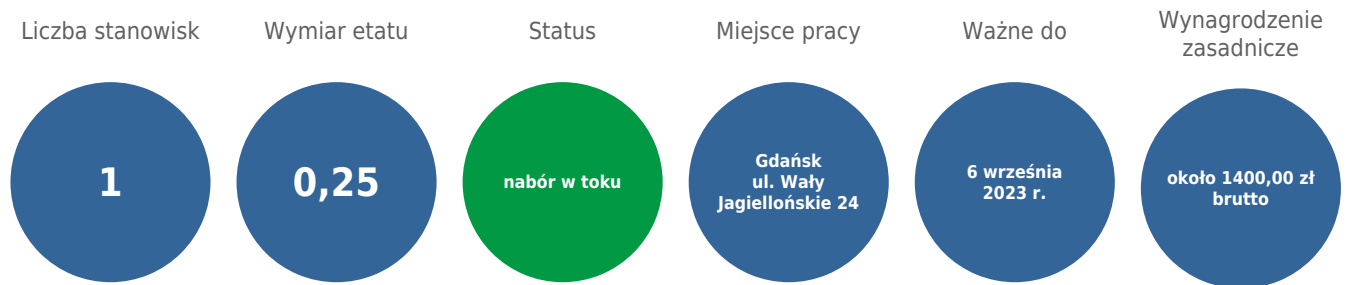 Liczba stanowisk
1
Wymiar etatu
0,25
Status
nabór w toku
Miejsce pracy
Gdańsk
ul. Wały
Jagiellońskie 24
Ważne do
6 września
2023 r.
Wynagrodzenie
zasadnicze
około 1400,00 zł
brutto